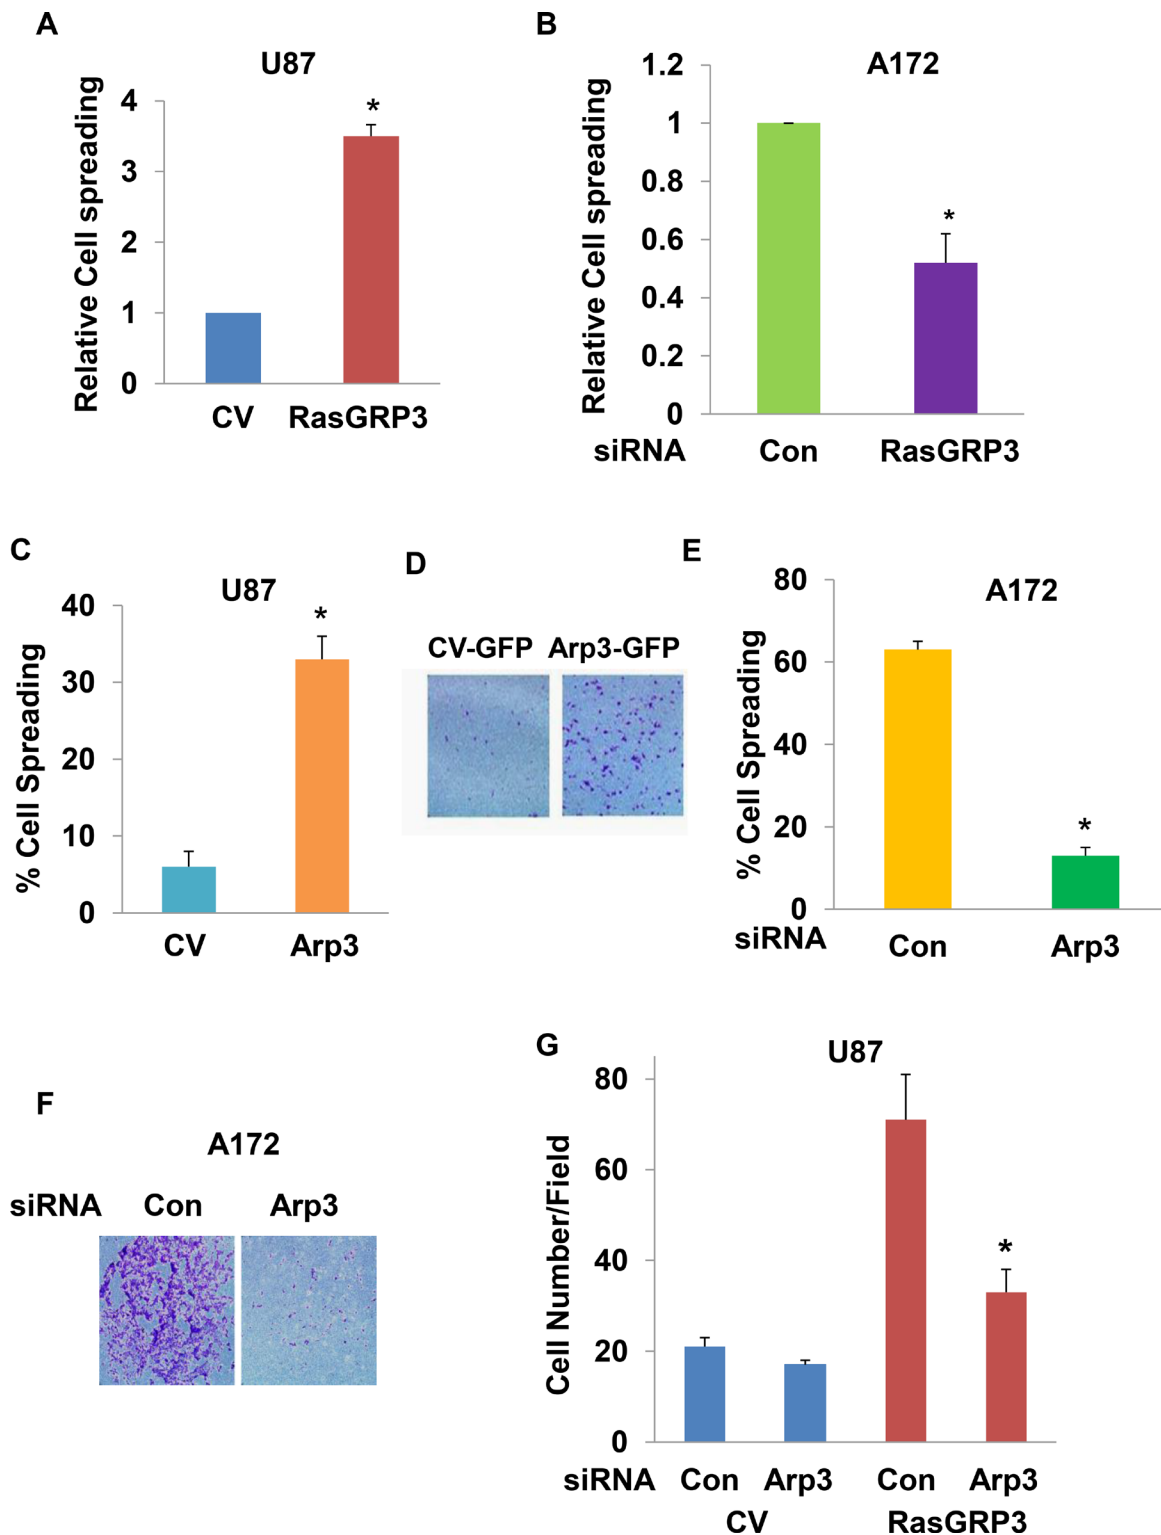 A
U87
Relative Cell spreading
4
3
2
1
0
*
CV RasGRP3
B
A172
Relative Cell spreading
1.2
1
0.8
0.6
0.4
0.2
0
*
siRNA Con RasGRP3
C
U87
% Cell Spreading
40
30
20
10
0
*
CV Arp3
D
CV-GFP Arp3-GFP
E
A172
% Cell Spreading
80
60
40
20
0
*
siRNA Con Arp3
F
A172
siRNA Con Arp3
G
U87
Cell Number/Field
80
60
40
20
0
*
siRNA Con Arp3 Con Arp3
CV RasGRP3